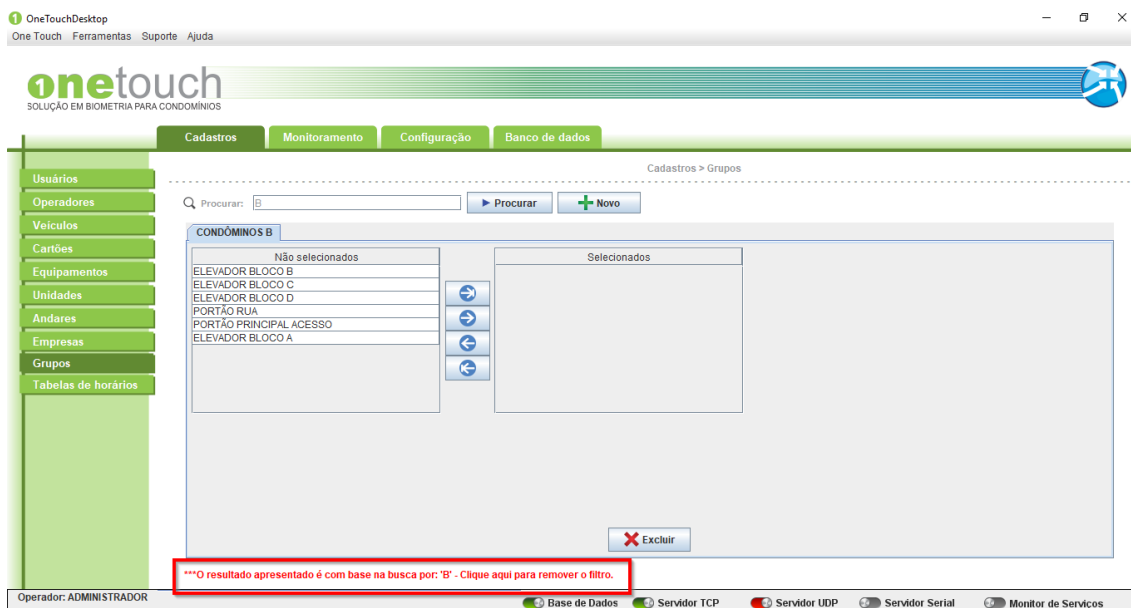 OneTouchDesktop
One Touch Ferramentas Suporte Ajuda
onetouch
SOLUÇÃO EM BIOMETRIA PARA CONDOMÍNIOS
Cadastros Monitoramento Configuração Banco de dados
Cadastros > Grupos
Usuários
Operadores
Veículos
Cartões
Equipamentos
Unidades
Andares
Empresas
Grupos
Tabelas de horários
Procurar: B Procurar Novo
CONDÔMINOS B
Não selecionados
ELEVADOR BLOCO B
ELEVADOR BLOCO C
ELEVADOR BLOCO D
PORTÃO RUA
PORTÃO PRINCIPAL ACESSO
ELEVADOR BLOCO A
Selecionados
Excluir
***O resultado apresentado é com base na busca por: 'B' - Clique aqui para remover o filtro.
Operador: ADMINISTRADOR Base de Dados Servidor TCP Servidor UDP Servidor Serial Monitor de Serviços